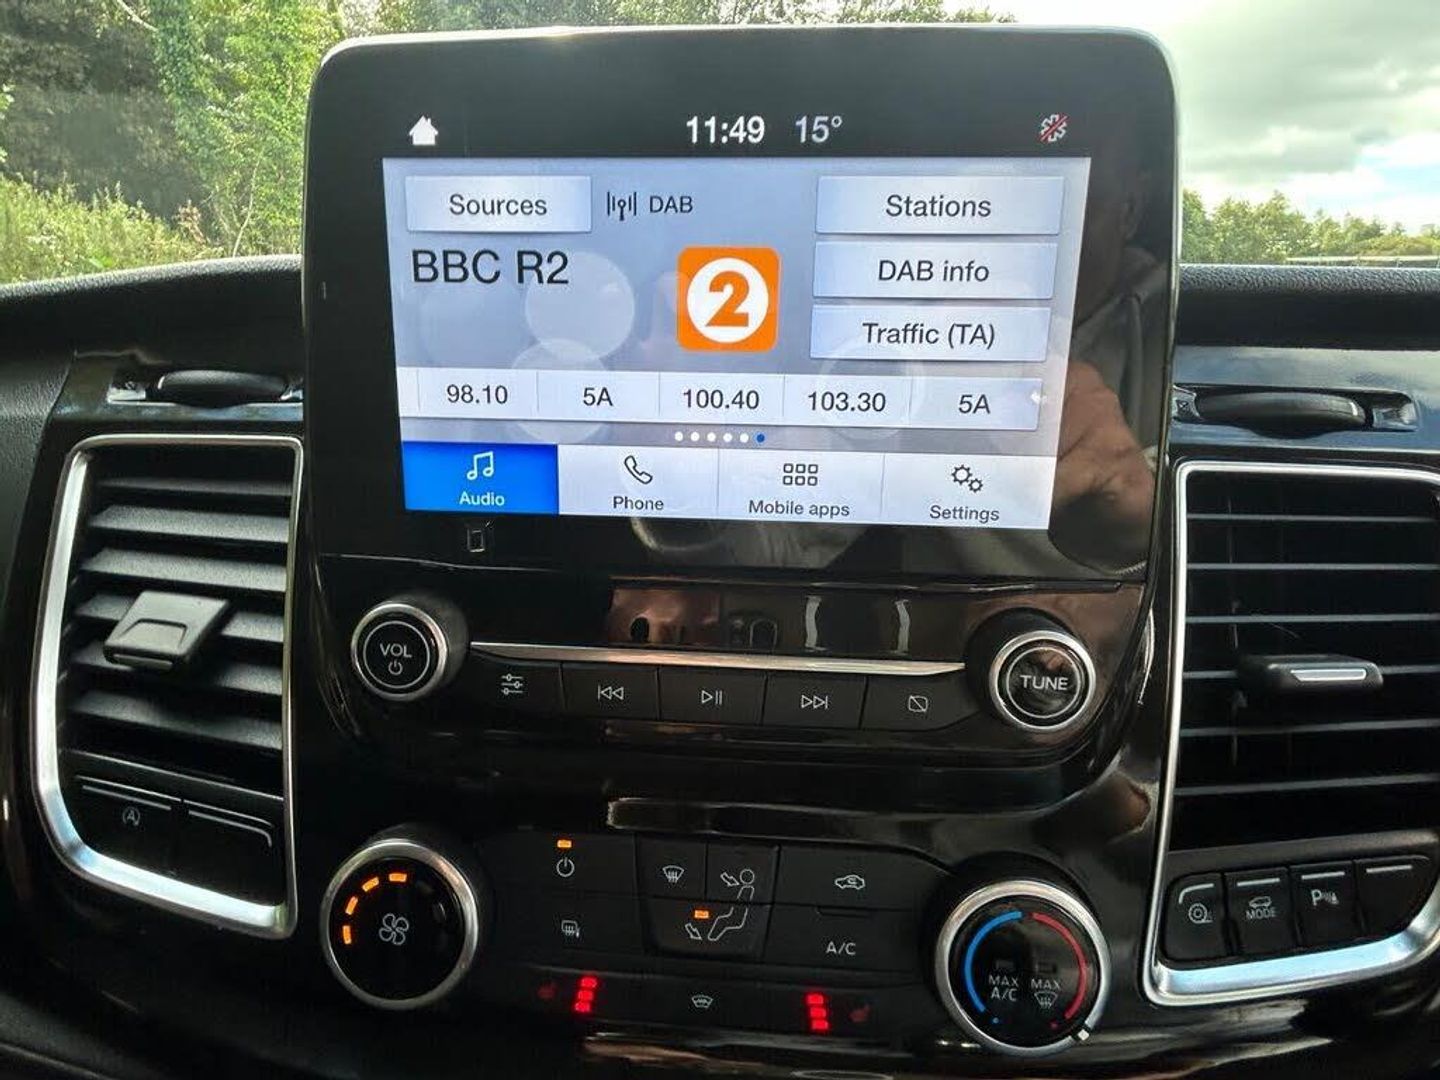 11:49 15°
Sources DAB Stations
BBC R2
2
DAB info
Traffic (TA)
98.10 5A 100.40 103.30 5A
Audio Phone Mobile apps Settings
VOL
TUNE
A
MODE
P
A/C
MAX A/C
MAX